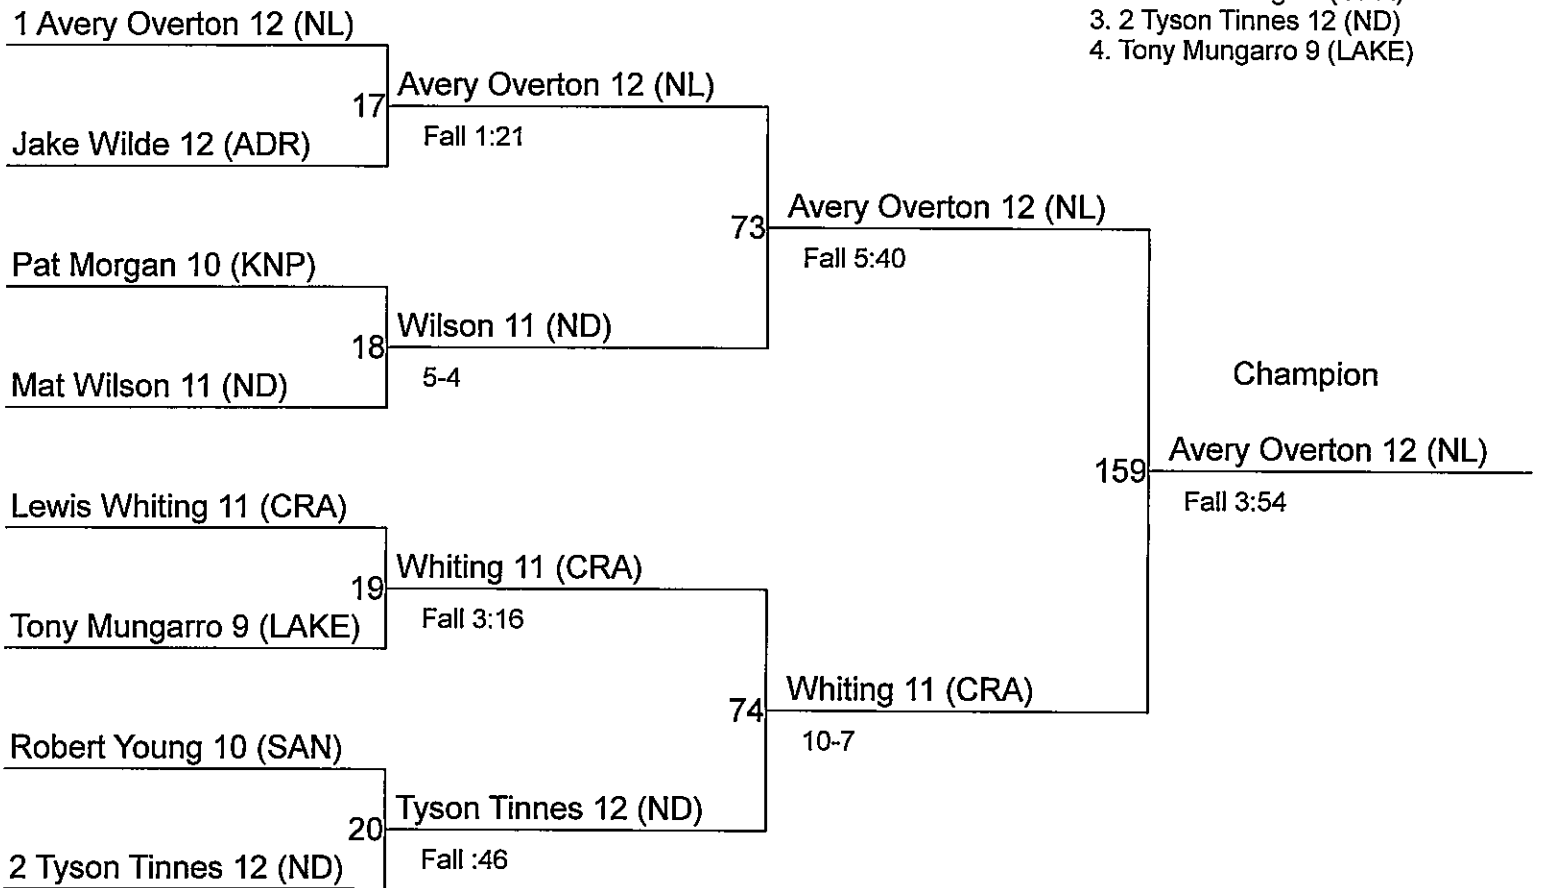 1 Avery Overton 12 (NL)
17
Jake Wilde 12 (ADR)
Avery Overton 12 (NL)
Fall 1:21
Pat Morgan 10 (KNP)
18
Mat Wilson 11 (ND)
Wilson 11 (ND)
5-4
73
Avery Overton 12 (NL)
Fall 5:40
Lewis Whiting 11 (CRA)
19
Tony Mungarro 9 (LAKE)
Whiting 11 (CRA)
Fall 3:16
Robert Young 10 (SAN)
20
2 Tyson Tinnes 12 (ND)
Tyson Tinnes 12 (ND)
Fall :46
74
Whiting 11 (CRA)
10-7
159
Champion
Avery Overton 12 (NL)
Fall 3:54
3. 2 Tyson Tinnes 12 (ND)
4. Tony Mungarro 9 (LAKE)